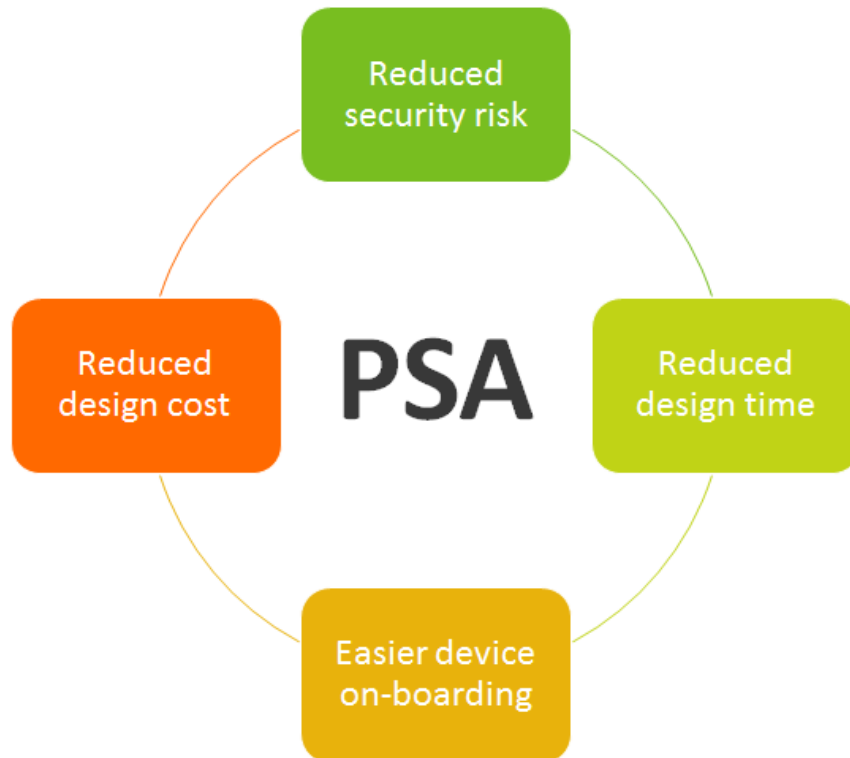 Reduced
security risk
Reduced
design cost
PSA
Reduced
design time
Easier device
on-boarding